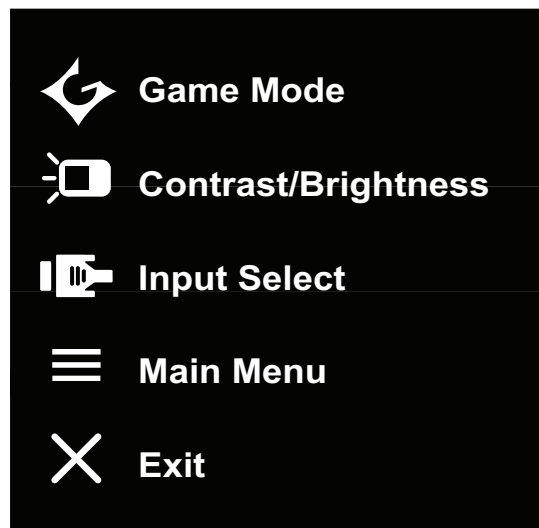 Game Mode
Contrast/Brightness
Input Select
Main Menu
Exit